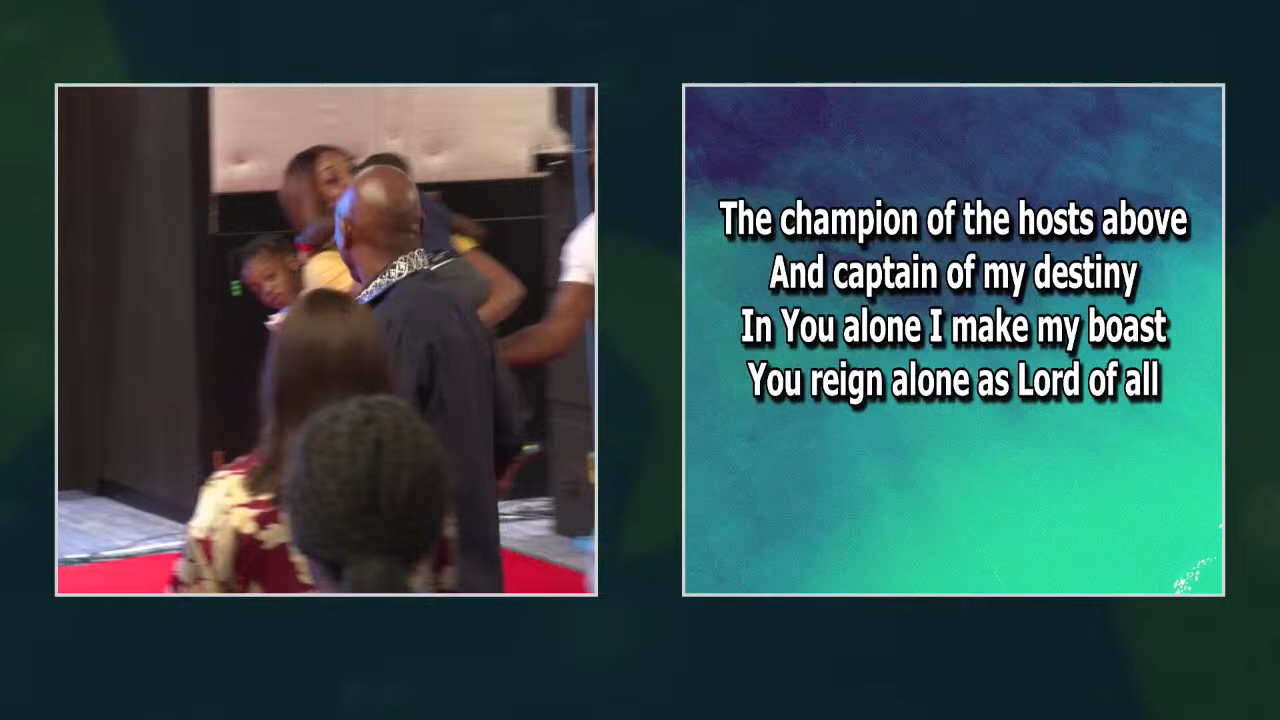 The champion of the hosts above
And captain of my destiny
In You alone I make my boast
You reign alone as Lord of all